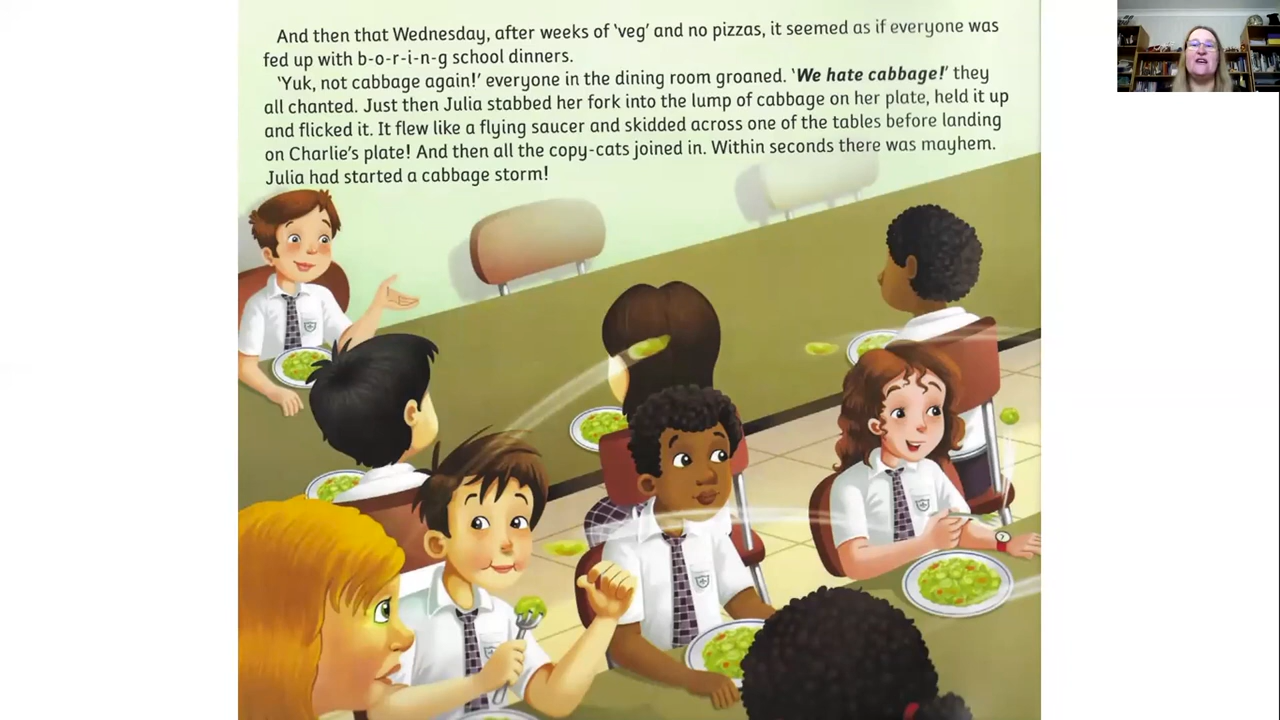 And then that Wednesday, after weeks of ‘veg’ and no pizzas, it seemed as if everyone was
fed up with b-o-r-i-n-g school dinners.
‘Yuk, not cabbage again!’ everyone in the dining room groaned. ‘We hate cabbage!’ they
all chanted. Just then Julia stabbed her fork into the lump of cabbage on her plate, held it up
and flicked it. It flew like a flying saucer and skidded across one of the tables before landing
on Charlie’s plate! And then all the copy-cats joined in. Within seconds there was mayhem.
Julia had started a cabbage storm!